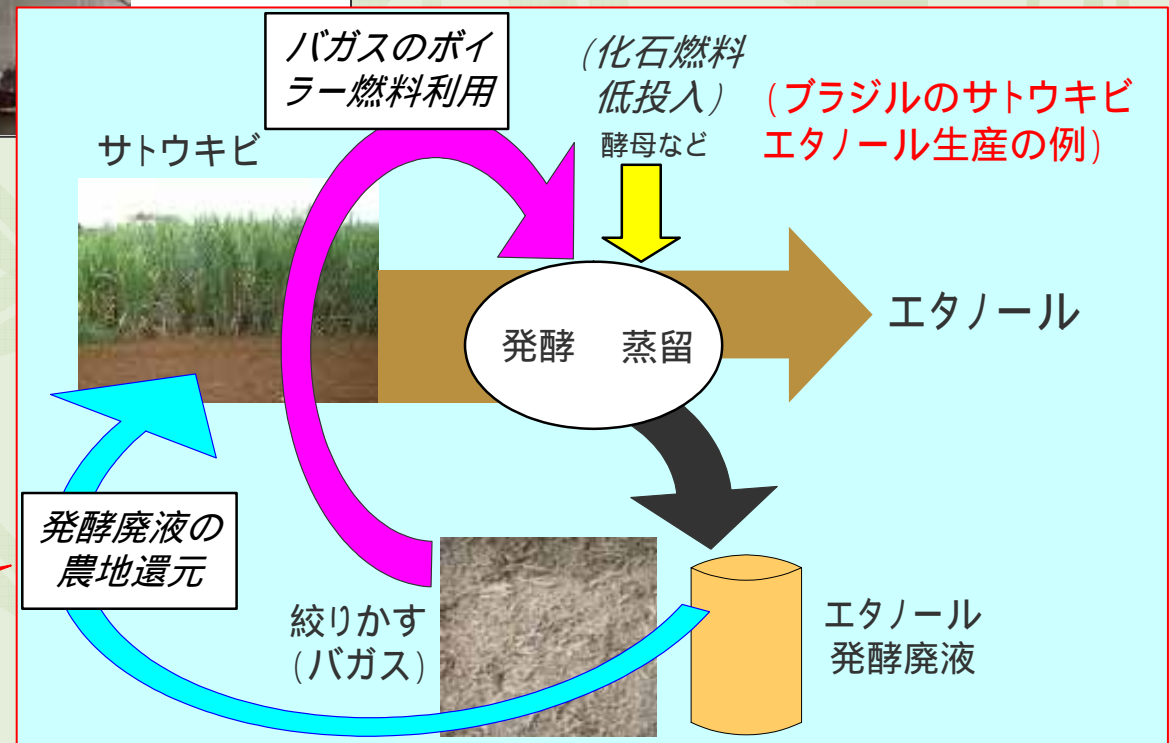 バガスのボイ
ラー燃料利用
(化石燃料
低投入)
(ブラジルのサトウキビ
エタノール生産の例)
サトウキビ
酵母など
発酵 蒸留
エタノール
発酵廃液の
農地還元
絞りかす
(バガス)
エタノール
発酵廃液